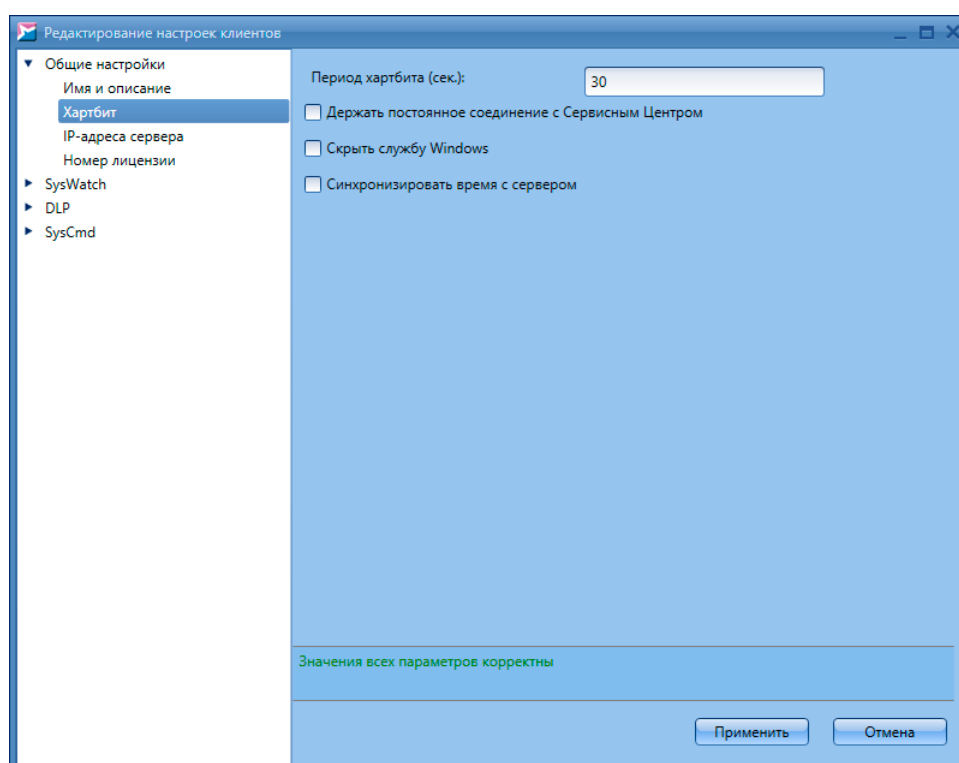 Редактирование настроек клиентов
Общие настройки
Имя и описание
Хартбит
IP-адреса сервера
Номер лицензии
SysWatch
DLP
SysCmd
Период хартбита (сек.): 30
Держать постоянное соединение с Сервисным Центром
Скрыть службу Windows
Синхронизировать время с сервером
Значения всех параметров корректны
Применить Отмена